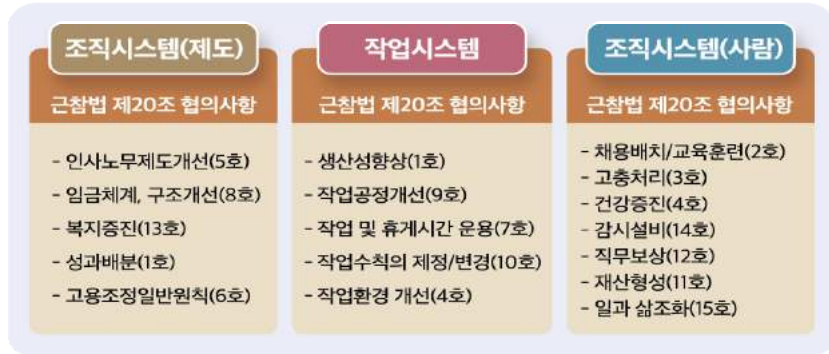 조직시스템(제도)
근참법 제20조 협의사항
- 인사노무제도개선(5호)
- 임금체계, 구조개선(8호)
- 복지증진(13호)
- 성과배분(1호)
- 고용조정일반원칙(6호)
작업시스템
근참법 제20조 협의사항
- 생산성향상(1호)
- 작업공정개선(9호)
- 작업 및 휴게시간 운용(7호)
- 작업수칙의 제정/변경(10호)
- 작업환경 개선(4호)
조직시스템(사람)
근참법 제20조 협의사항
- 채용배치/교육훈련(2호)
- 고충처리(3호)
- 건강증진(4호)
- 감시설비(14호)
- 직무보상(12호)
- 재산형성(11호)
- 일과 삶조화(15호)